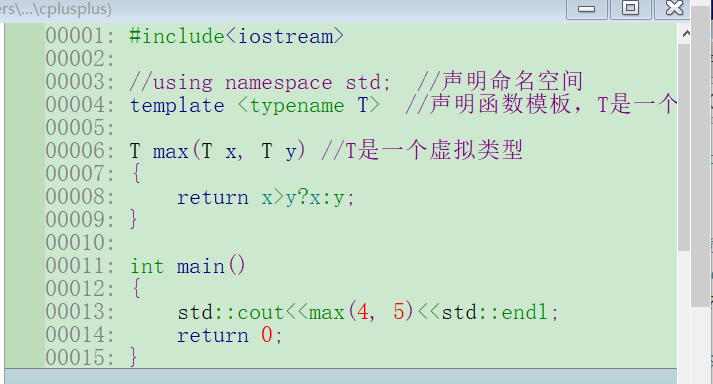 ers\...\cplusplus)
00001: #include<iostream>
00002:
00003: //using namespace std;  //声明命名空间
00004: template <typename T>  //声明函数模板，T是一个
00005:
00006: T max(T x, T y) //T是一个虚拟类型
00007: {
00008:     return x>y?x:y;
00009: }
00010:
00011: int main()
00012: {
00013:     std::cout<<max(4, 5)<<std::endl;
00014:     return 0;
00015: }